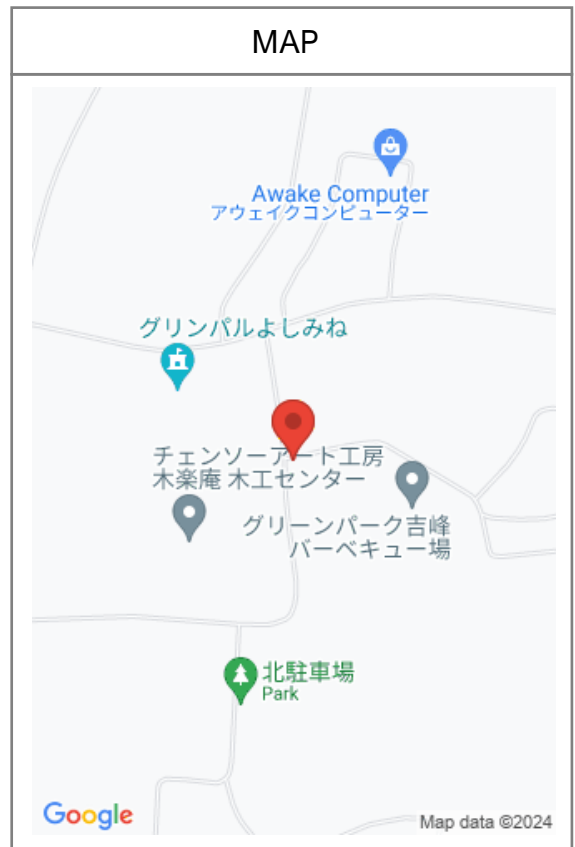 MAP
Awake Computer
アウェイクコンピューター
グリンパルよしみね
チェンソーアート工房
木楽庵 木工センター
グリーンパーク吉峰
バーベキュー場
北駐車場
Park
Google
Map data ©2024